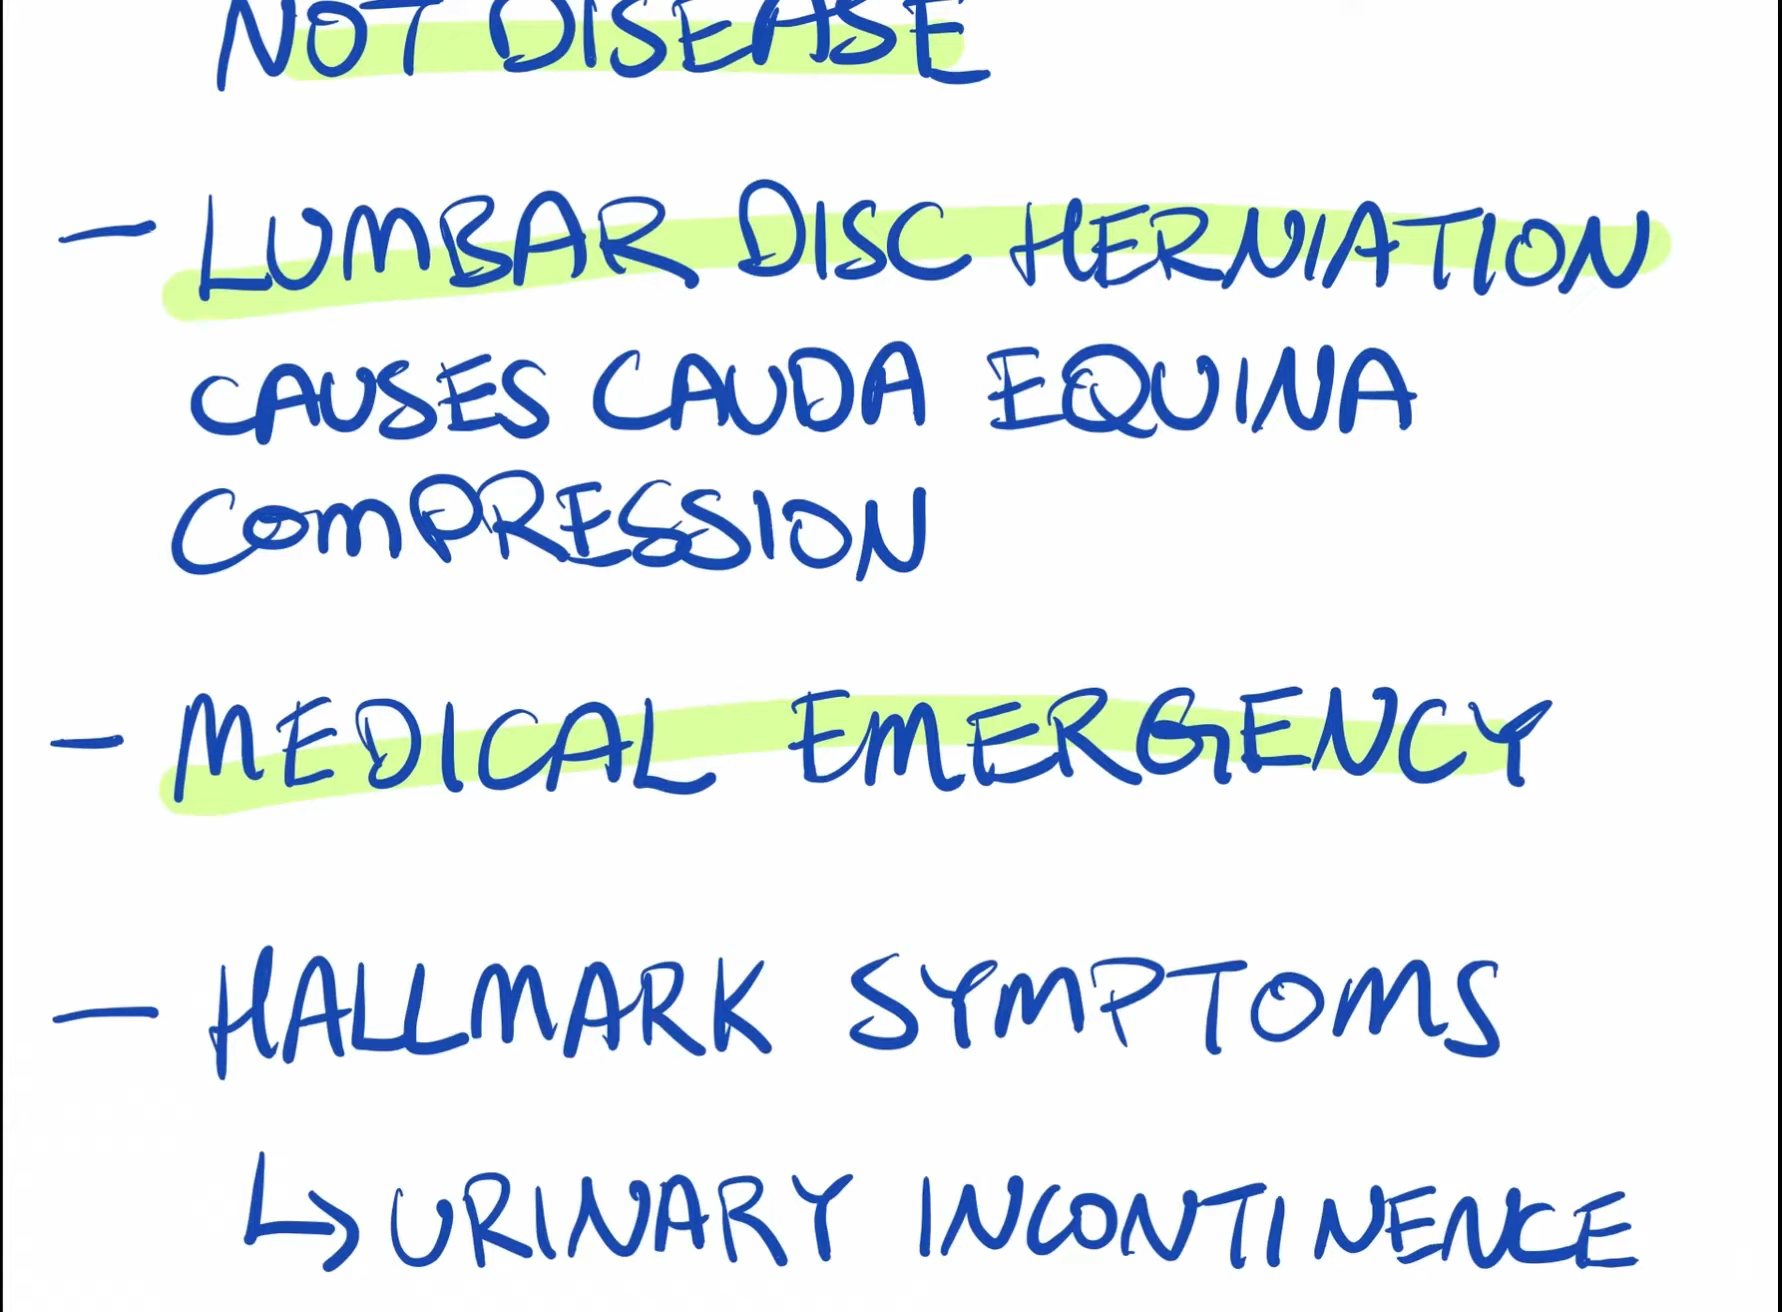 NOT DISEASE
- LUMBAR DISC HERNIATION
CAUSES CAUDA EQUINA
COMPRESSION
- MEDICAL EMERGENCY
- HALLMARK SYMPTOMS
↳ URINARY INCONTINENCE